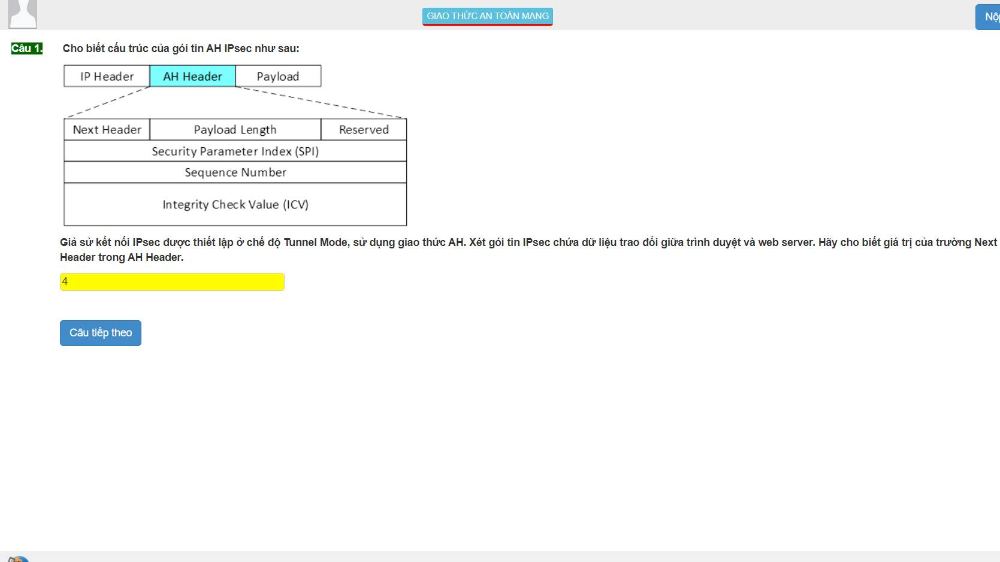 GIAO THỨC AN TOÀN MẠNG
Câu 1.
Cho biết cấu trúc của gói tin AH IPsec như sau:
IP Header
AH Header
Payload
Next Header
Payload Length
Reserved
Security Parameter Index (SPI)
Sequence Number
Integrity Check Value (ICV)
Giả sử kết nối IPsec được thiết lập ở chế độ Tunnel Mode, sử dụng giao thức AH. Xét gói tin IPsec chứa dữ liệu trao đổi giữa trình duyệt và web server. Hãy cho biết giá trị của trường Next
Header trong AH Header.
4
Câu tiếp theo